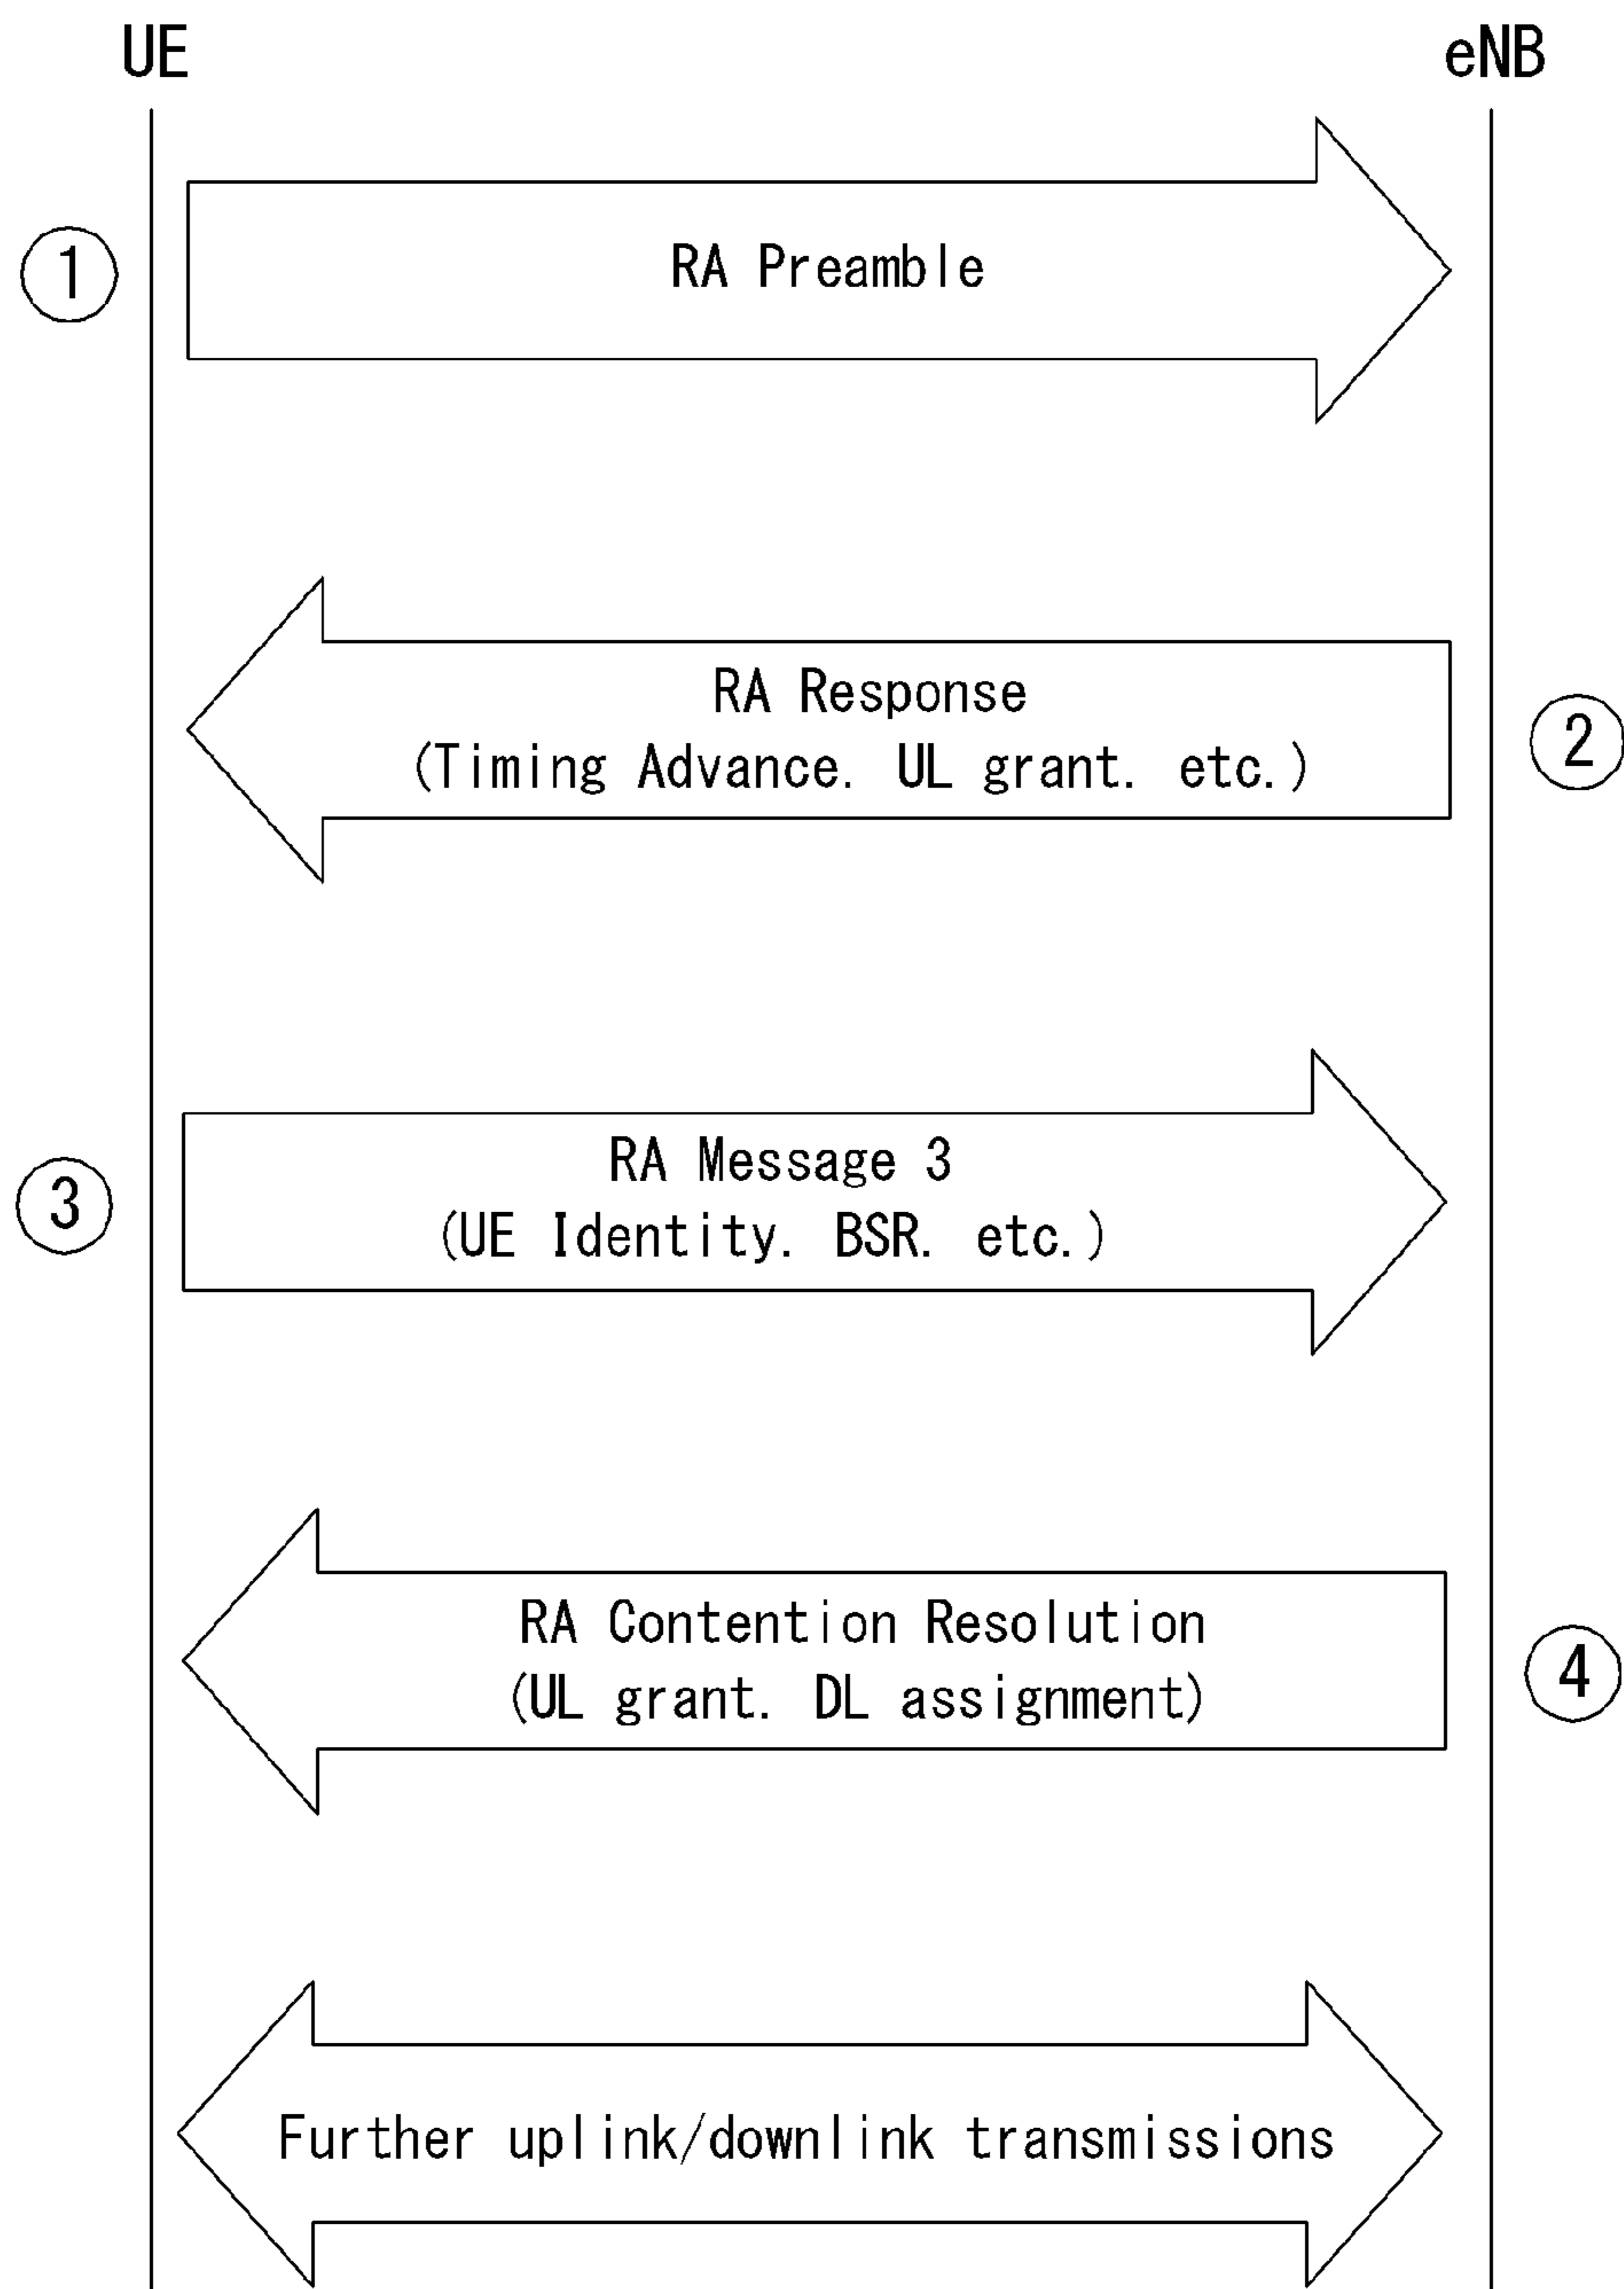 UE eNB
1
RA Preamble
RA Response
(Timing Advance. UL grant. etc.)
2
RA Message 3
3
(UE Identity. BSR. etc.)
RA Contention Resolution
(UL grant. DL assignment)
4
Further uplink/downlink transmissions